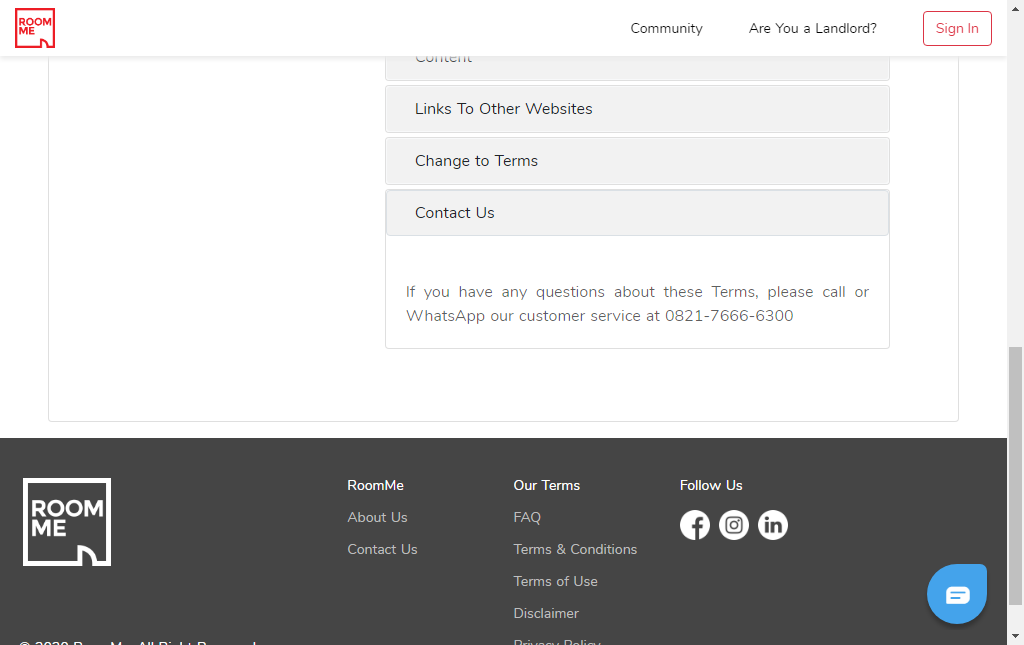 ROOM
ME
Community
Are You a Landlord?
Sign In
Content
Links To Other Websites
Change to Terms
Contact Us
If you have any questions about these Terms, please call or
WhatsApp our customer service at 0821-7666-6300
ROOM
ME
RoomMe
About Us
Contact Us
Our Terms
FAQ
Terms & Conditions
Terms of Use
Disclaimer
Privacy Policy
Follow Us
© 2020 RoomMe. All Right Reserved